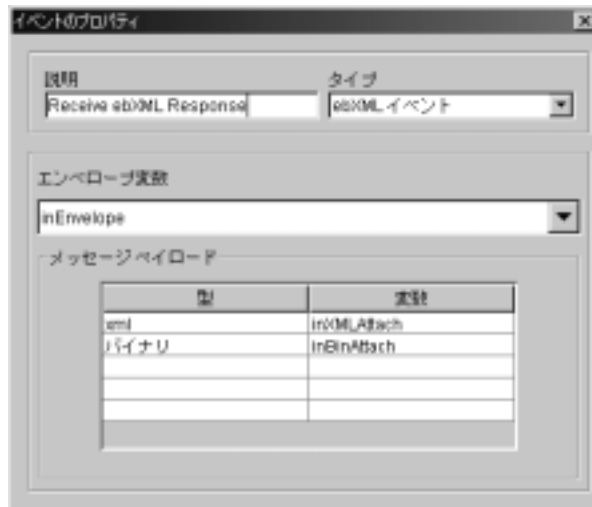 イベントのプロパティ
説明
タイプ
Receive ebXML Response
ebXML イベント
エンベロープ変数
inEnvelope
メッセージ ペイロード
型
変数
xml
inXMLAttach
バイナリ
inBinAttach